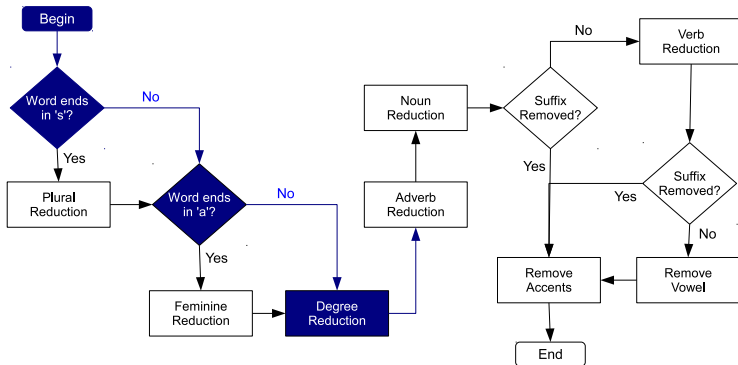 Begin
Word ends
in 's'?
No
Yes
Plural
Reduction
Word ends
in 'a'?
No
Yes
Feminine
Reduction
Degree
Reduction
Adverb
Reduction
Noun
Reduction
Suffix
Removed?
No
Yes
Verb
Reduction
Suffix
Removed?
Yes
No
Remove
Vowel
Remove
Accents
End